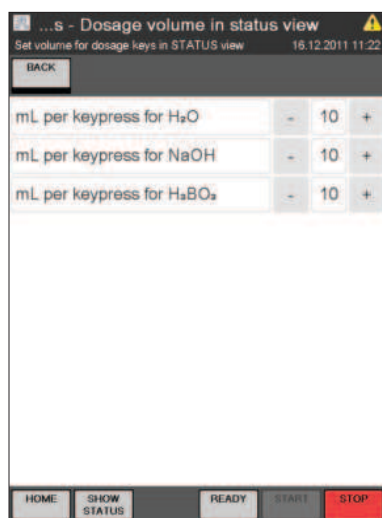 ...s - Dosage volume in status view
Set volume for dosage keys in STATUS view 16.12.2011 11:22
BACK
mL per keypress for H₂O - 10 +
mL per keypress for NaOH - 10 +
mL per keypress for H₃BO₃ - 10 +
HOME SHOW STATUS READY START STOP